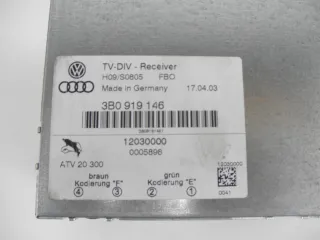 TV-DIV - Receiver
H09/S0805 FBO
Made in Germany 17.04.03
3B0 919 146
12030000
0005896
ATV 20 300
braun grün
Kodierung "F" Kodierung "E"
4 3 2 1